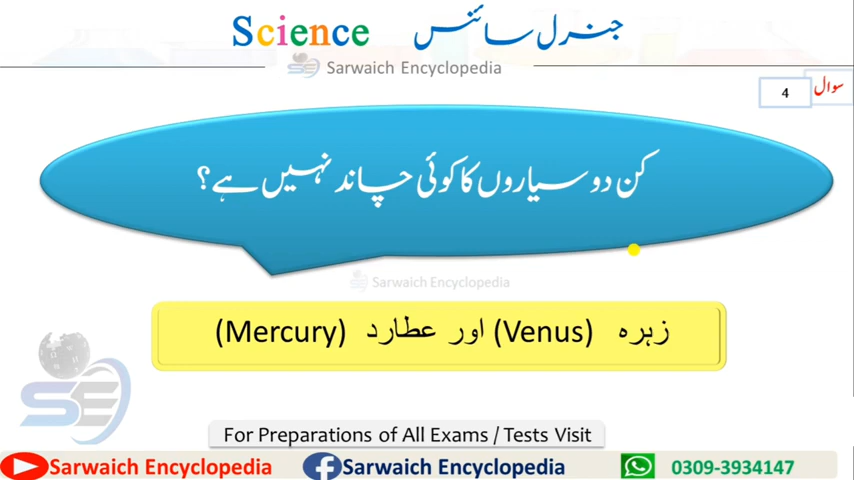 Science جنرل سائنس
Sarwaich Encyclopedia
سوال 4
کن دو سیاروں کا کوئی چاند نہیں ہے؟
Sarwaich Encyclopedia
زہرہ (Venus) اور عطارد (Mercury)
SE
For Preparations of All Exams / Tests Visit
Sarwaich Encyclopedia Sarwaich Encyclopedia 0309-3934147